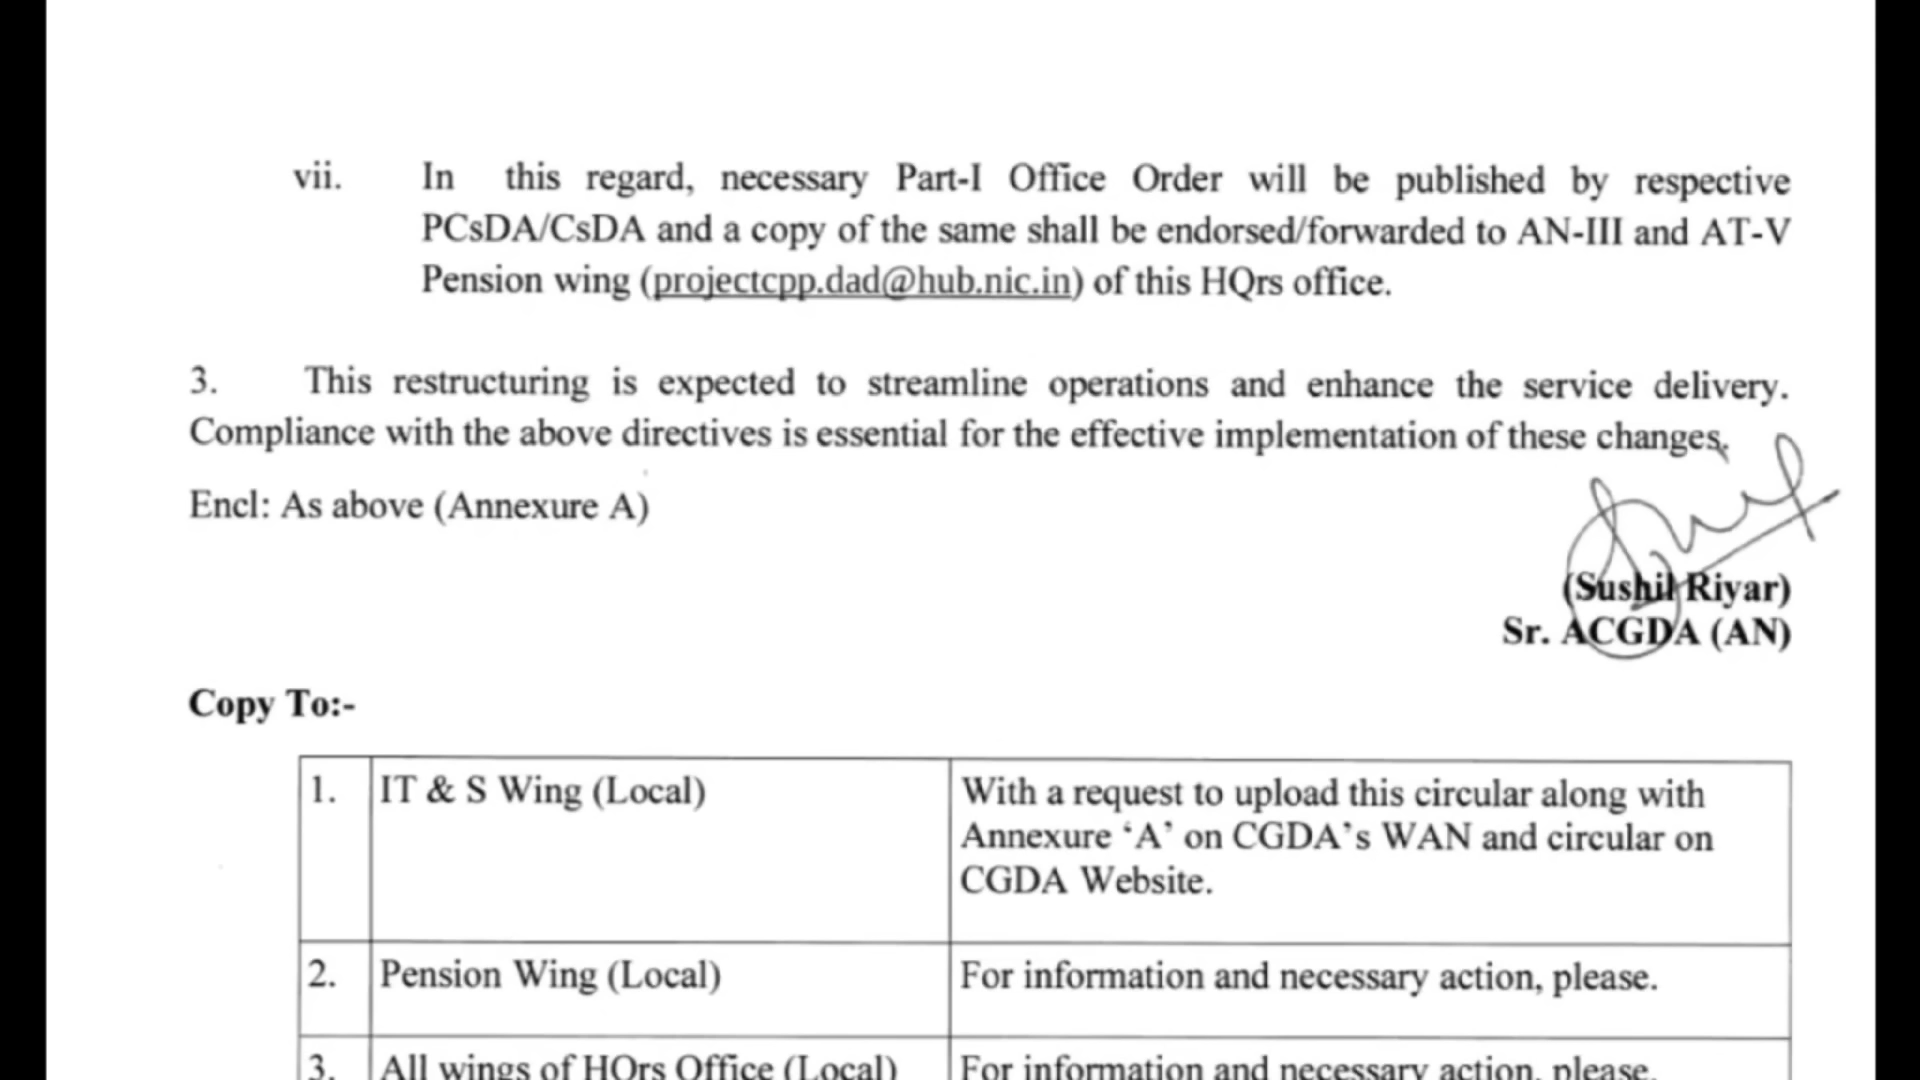 vii. In this regard, necessary Part-I Office Order will be published by respective
PCsDA/CsDA and a copy of the same shall be endorsed/forwarded to AN-III and AT-V
Pension wing (projectcpp.dad@hub.nic.in) of this HQrs office.
3. This restructuring is expected to streamline operations and enhance the service delivery.
Compliance with the above directives is essential for the effective implementation of these changes.
Encl: As above (Annexure A)
(Sushil Riyar)
Sr. ACGDA (AN)
Copy To:-
1. IT & S Wing (Local) With a request to upload this circular along with
Annexure ‘A’ on CGDA’s WAN and circular on
CGDA Website.
2. Pension Wing (Local) For information and necessary action, please.
3. All wings of HQrs Office (Local) For information and necessary action, please.